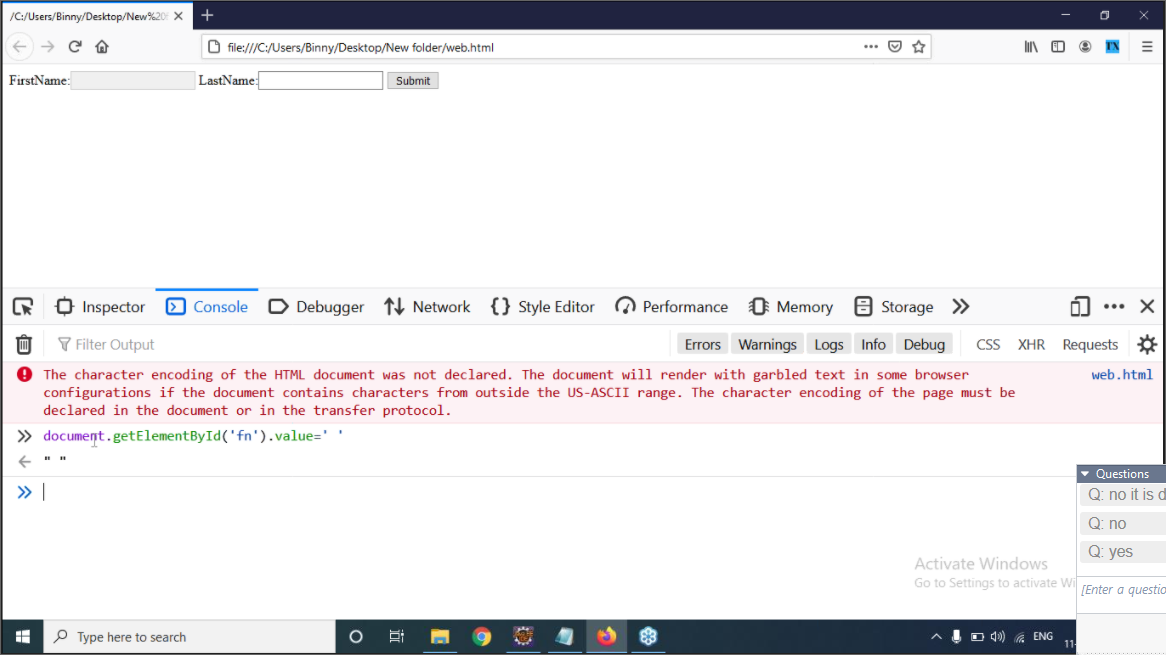 /C:/Users/Binny/Desktop/New%20
file:///C:/Users/Binny/Desktop/New folder/web.html
FirstName: LastName: Submit
Inspector Console Debugger Network Style Editor Performance Memory Storage
Filter Output Errors Warnings Logs Info Debug CSS XHR Requests
The character encoding of the HTML document was not declared. The document will render with garbled text in some browser web.html
configurations if the document contains characters from outside the US-ASCII range. The character encoding of the page must be
declared in the document or in the transfer protocol.
document.getElementById('fn').value=' '
" "
Questions
Q: no it is d
Q: no
Q: yes
Activate Windows
Go to Settings to activate Wi
[Enter a questio
Type here to search ENG 11-